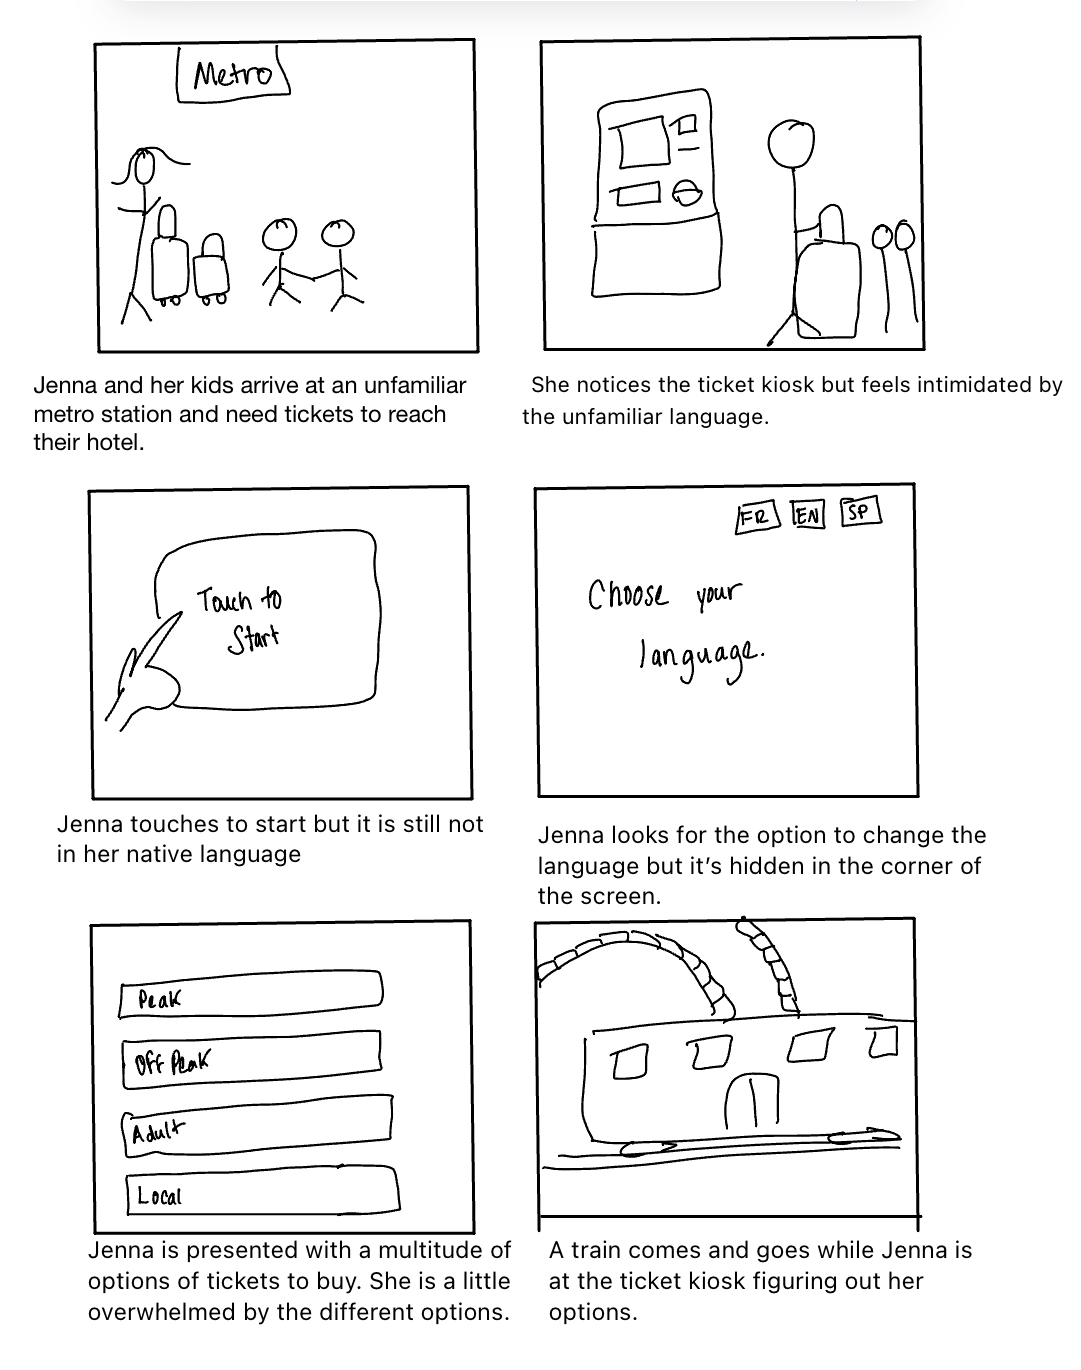 Metro
Jenna and her kids arrive at an unfamiliar
metro station and need tickets to reach
their hotel.
She notices the ticket kiosk but feels intimidated by
the unfamiliar language.
Touch to
Start
Jenna touches to start but it is still not
in her native language
FR EN SP
Choose your
language.
Jenna looks for the option to change the
language but it’s hidden in the corner of
the screen.
Peak
Off Peak
Adult
Local
Jenna is presented with a multitude of
options of tickets to buy. She is a little
overwhelmed by the different options.
A train comes and goes while Jenna is
at the ticket kiosk figuring out her
options.